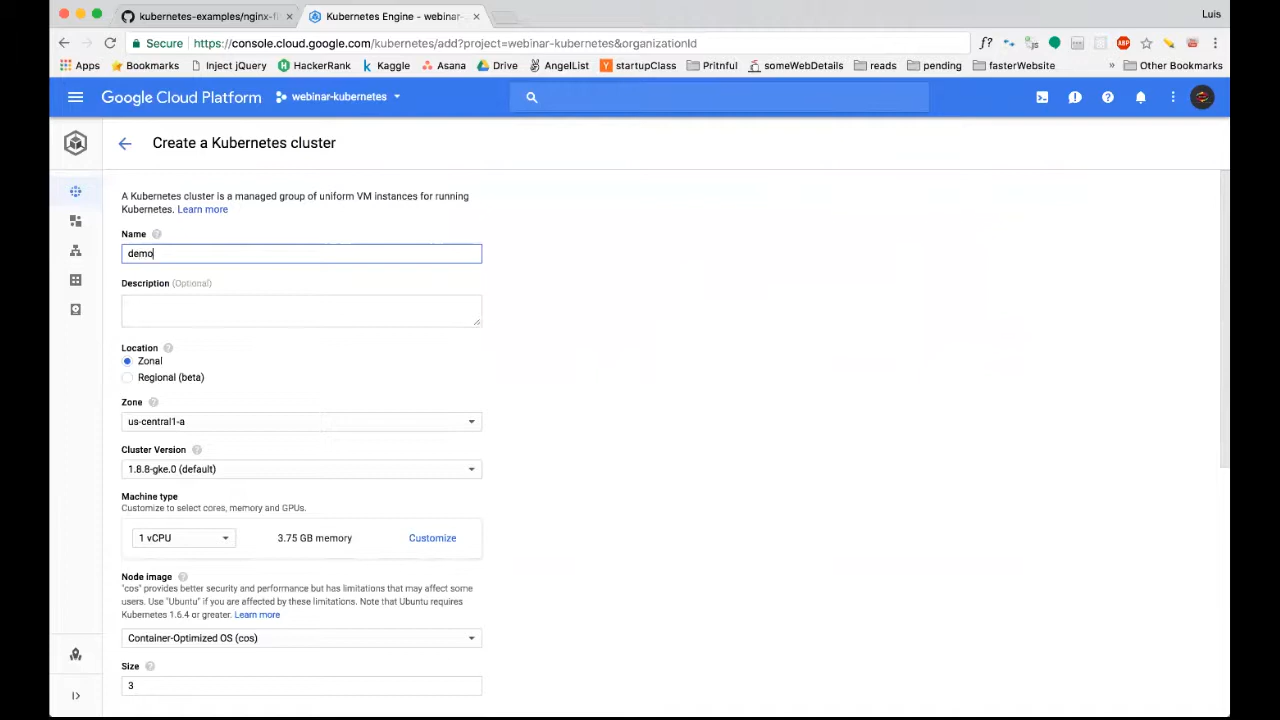 kubernetes-examples/nginx-fi
Kubernetes Engine - webinar-
Luis
Secure
https://console.cloud.google.com/kubernetes/add?project=webinar-kubernetes&organizationId
f?
ABP
Apps
Bookmarks
Inject jQuery
HackerRank
Kaggle
Asana
Drive
AngelList
startupClass
Pritnful
someWebDetails
reads
pending
fasterWebsite
»
Other Bookmarks
Google Cloud Platform
webinar-kubernetes
Create a Kubernetes cluster
A Kubernetes cluster is a managed group of uniform VM instances for running
Kubernetes. Learn more
Name
demo
Description (Optional)
Location
Zonal
Regional (beta)
Zone
us-central1-a
Cluster Version
1.8.8-gke.0 (default)
Machine type
Customize to select cores, memory and GPUs.
1 vCPU
3.75 GB memory
Customize
Node image
"cos" provides better security and performance but has limitations that may affect some
users. Use "Ubuntu" if you are affected by these limitations. Note that Ubuntu requires
Kubernetes 1.6.4 or greater. Learn more
Container-Optimized OS (cos)
Size
3